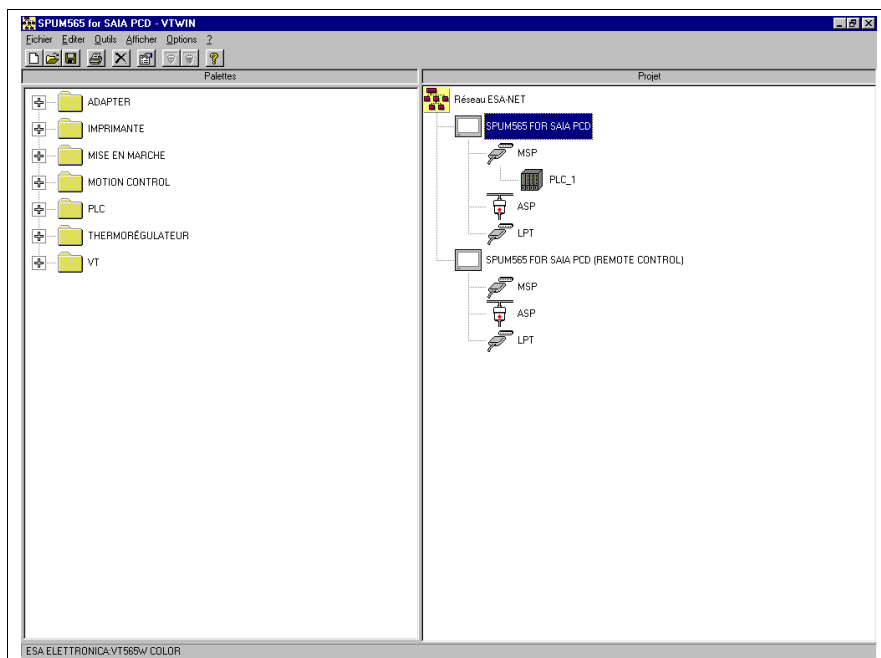 SPUM565 for SAIA PCD - VTWIN
Fichier Editer Outils Afficher Options ?
Palettes
Projet
ADAPTER
IMPRIMANTE
MISE EN MARCHE
MOTION CONTROL
PLC
THERMORÉGULATEUR
VT
Réseau ESA-NET
SPUM565 FOR SAIA PCD
MSP
PLC_1
ASP
LPT
SPUM565 FOR SAIA PCD (REMOTE CONTROL)
MSP
ASP
LPT
ESA ELETTRONICA:VT565W COLOR